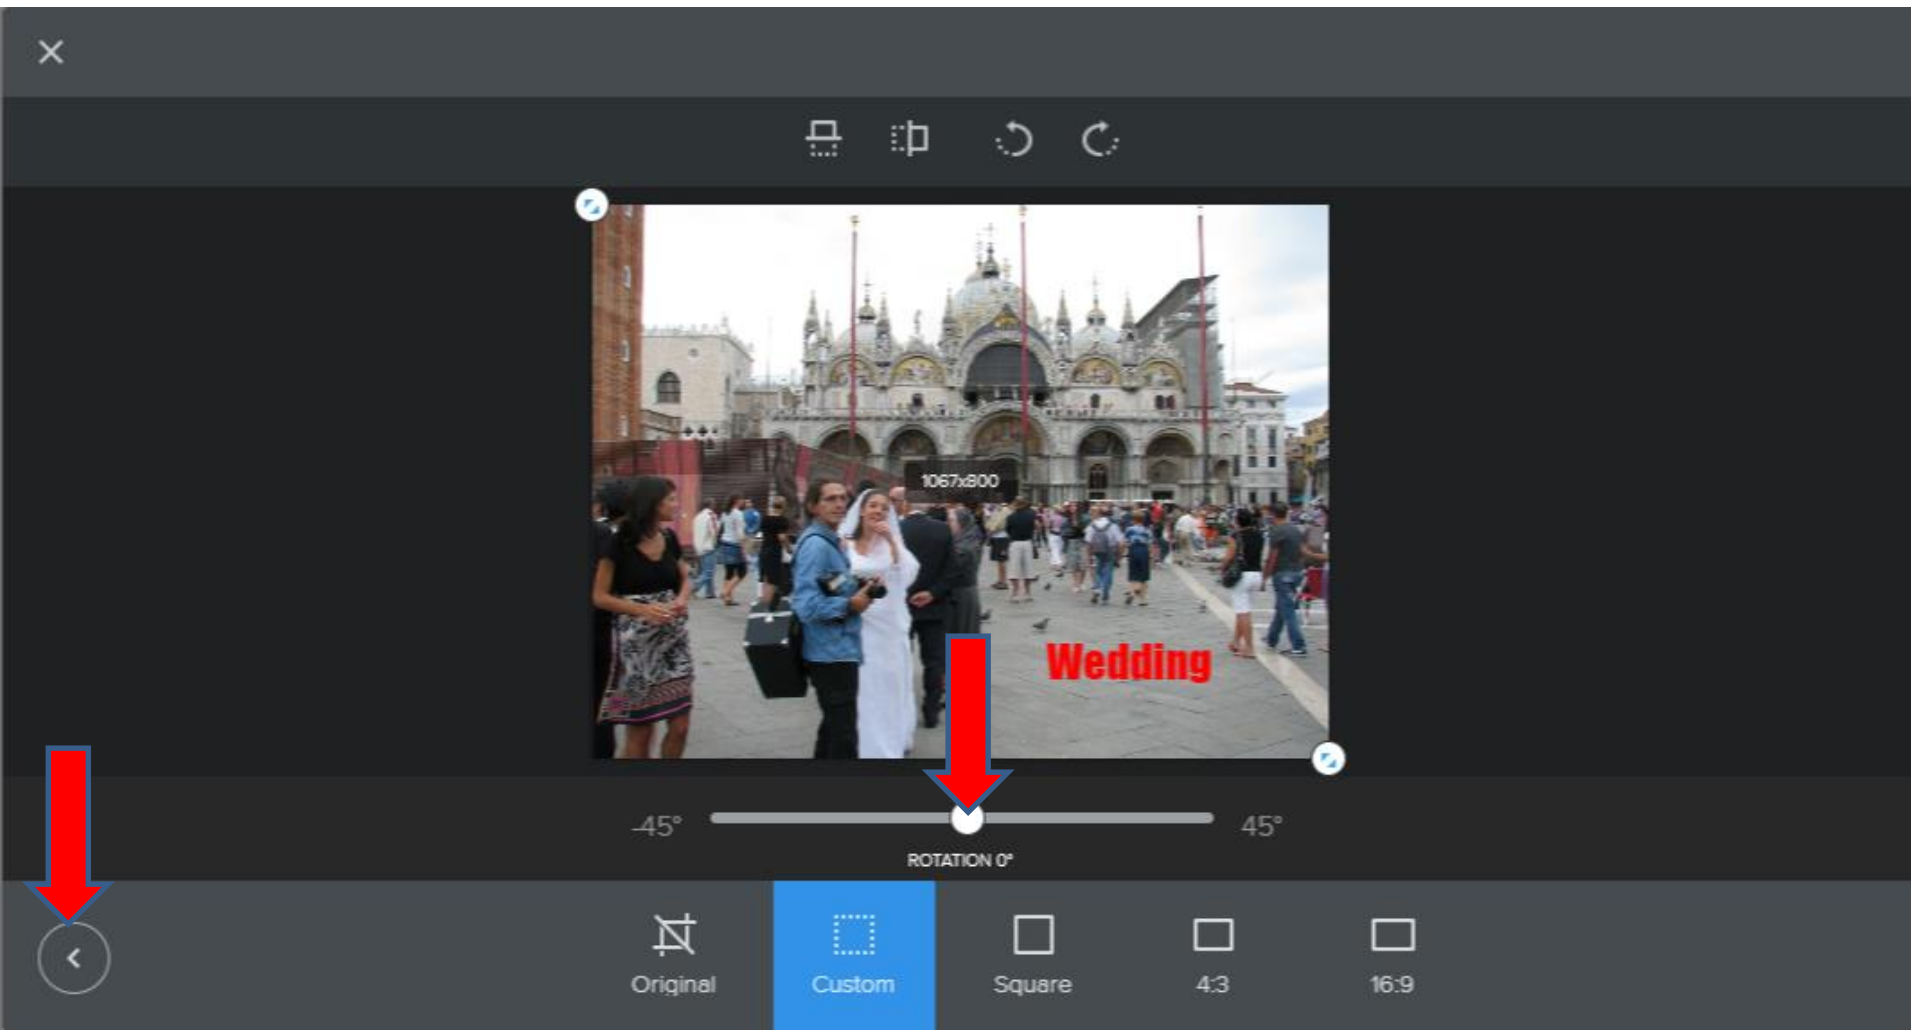 1067x800
Wedding
-45° 45°
ROTATION 0°
Original Custom Square 4:3 16:9